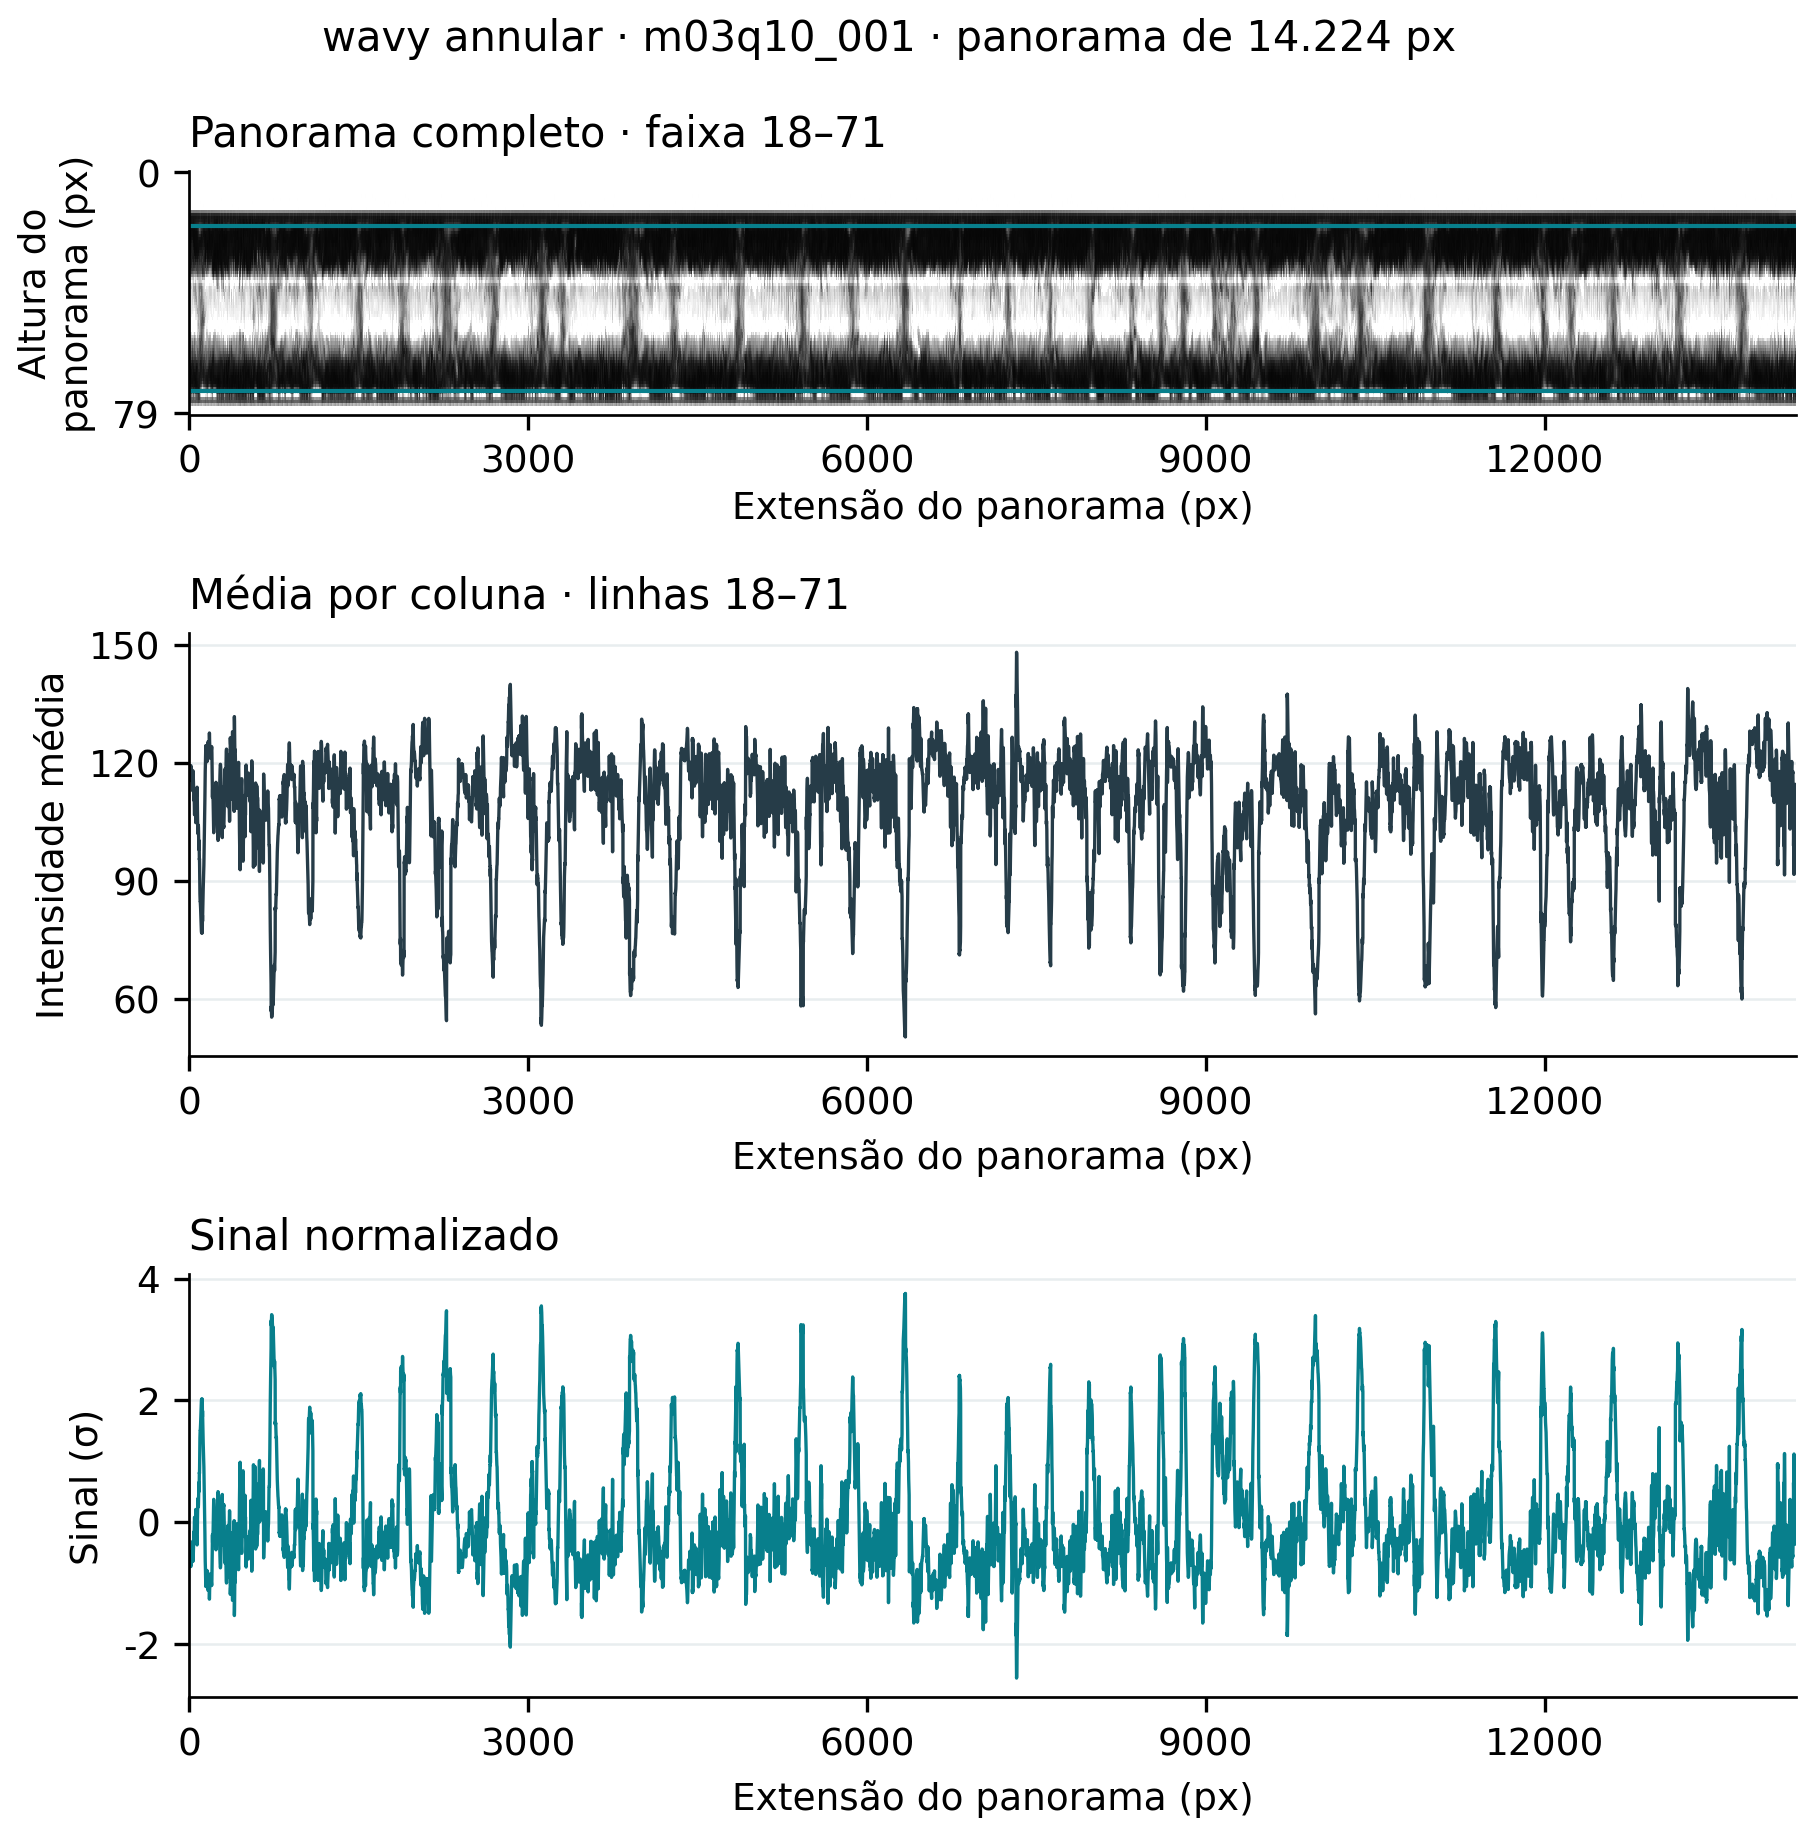 wavy annular · m03q10_001 · panorama de 14.224 px
Panorama completo · faixa 18–71
Altura do
panorama (px)
0
79
0 3000 6000 9000 12000
Extensão do panorama (px)
Média por coluna · linhas 18–71
Intensidade média
150
120
90
60
0 3000 6000 9000 12000
Extensão do panorama (px)
Sinal normalizado
Sinal (σ)
4
2
0
-2
0 3000 6000 9000 12000
Extensão do panorama (px)